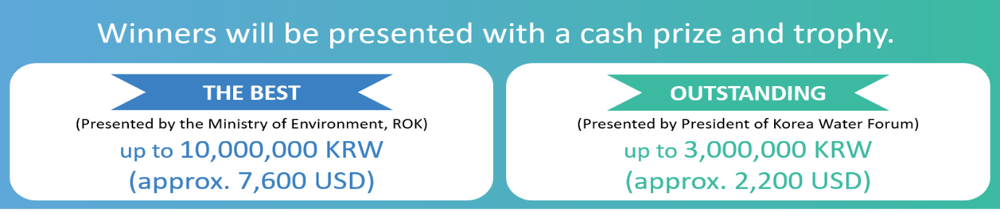 Winners will be presented with a cash prize and trophy.
THE BEST
(Presented by the Ministry of Environment, ROK)
up to 10,000,000 KRW
(approx. 7,600 USD)
OUTSTANDING
(Presented by President of Korea Water Forum)
up to 3,000,000 KRW
(approx. 2,200 USD)